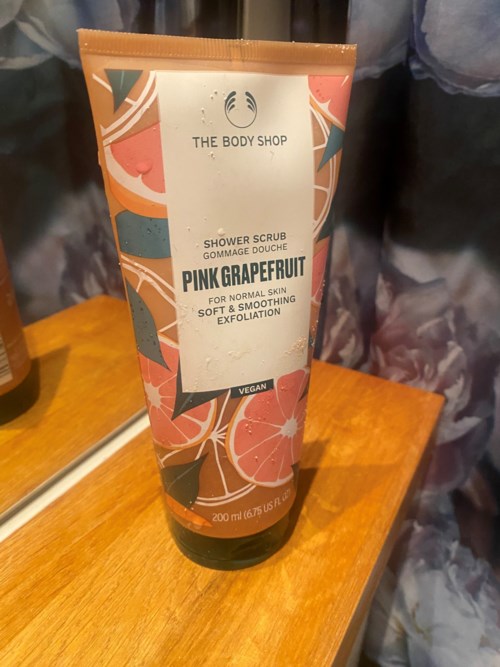 THE BODY SHOP
SHOWER SCRUB
GOMMAGE DOUCHE
PINK GRAPEFRUIT
FOR NORMAL SKIN
SOFT & SMOOTHING
EXFOLIATION
VEGAN
200 ml (6.75 US FL OZ)